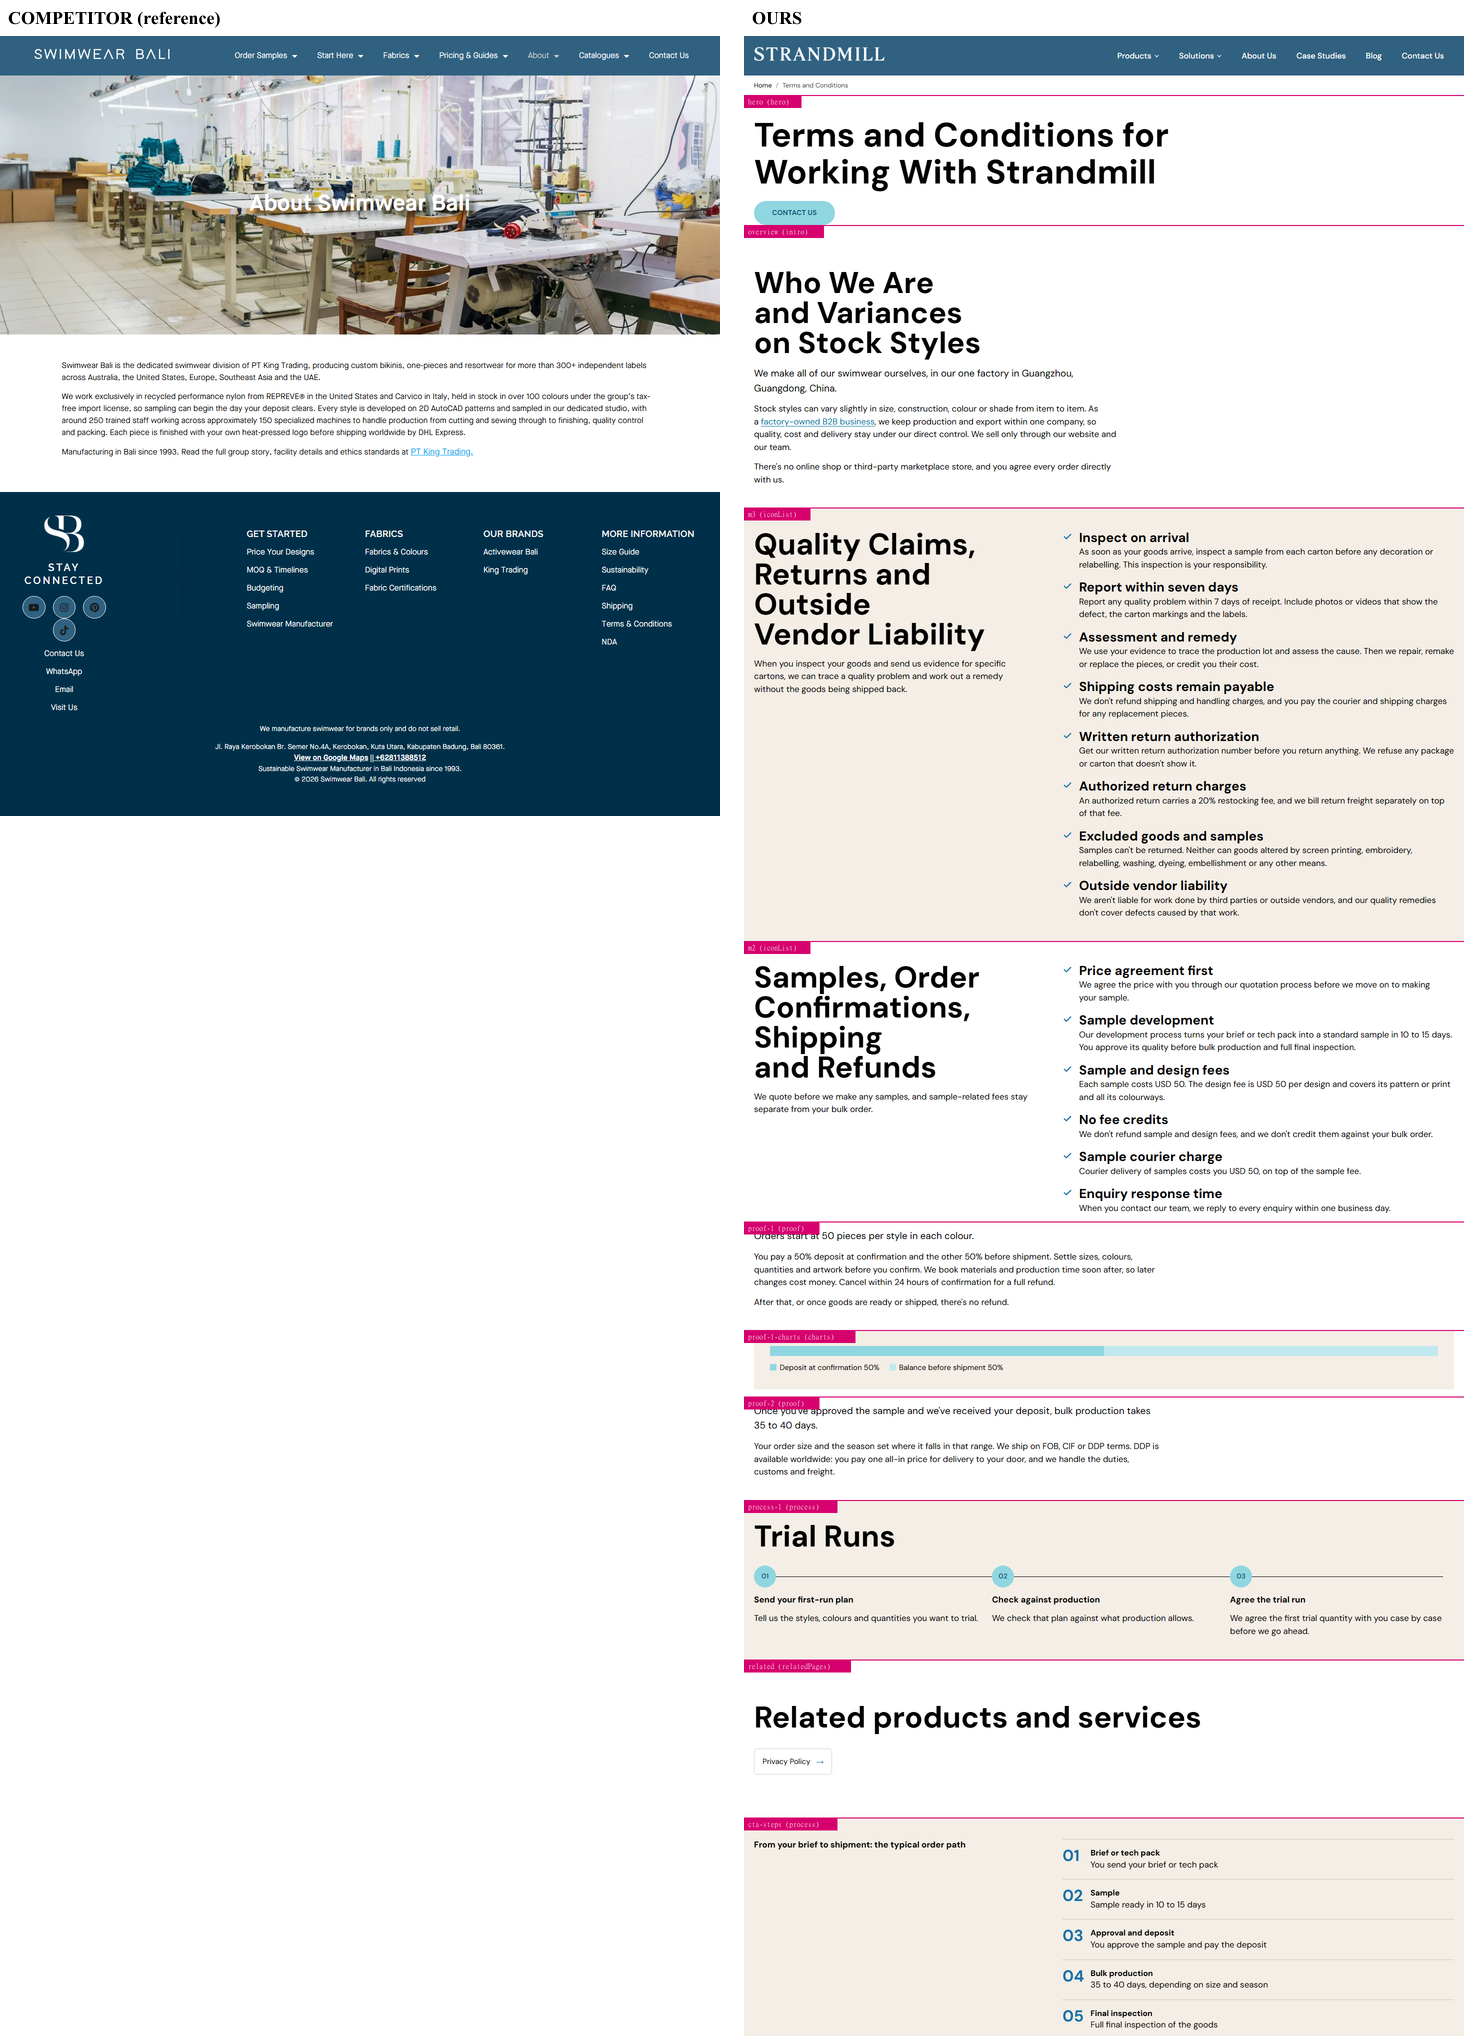 COMPETITOR (reference)
SWIMWEAR BALI
Order Samples
Start Here
Fabrics
Pricing & Guides
About
Catalogues
Contact Us
About Swimwear Bali
Swimwear Bali is the dedicated swimwear division of PT King Trading, producing custom bikinis, one-pieces and resortwear for more than 300+ independent labels
across Australia, the United States, Europe, Southeast Asia and the UAE.
We work exclusively in recycled performance nylon from REPREVE® in the United States and Carvico in Italy, held in stock in over 100 colours under the group's tax-
free import license, so sampling can begin the day your deposit clears. Every style is developed on 2D AutoCAD patterns and sampled in our dedicated studio, with
around 250 trained staff working across approximately 150 specialized machines to handle production from cutting and sewing through to finishing, quality control
and packing. Each piece is finished with your own heat-pressed logo before shipping worldwide by DHL Express.
Manufacturing in Bali since 1993. Read the full group story, facility details and ethics standards at PT King Trading.
STAY
CONNECTED
Contact Us
WhatsApp
Email
Visit Us
GET STARTED
Price Your Designs
MOQ & Timelines
Budgeting
Sampling
Swimwear Manufacturer
FABRICS
Fabrics & Colours
Digital Prints
Fabric Certifications
OUR BRANDS
Activewear Bali
King Trading
MORE INFORMATION
Size Guide
Sustainability
FAQ
Shipping
Terms & Conditions
NDA
We manufacture swimwear for brands only and do not sell retail.
Jl. Raya Kerobokan Br. Semer No.4A, Kerobokan, Kuta Utara, Kabupaten Badung, Bali 80361.
View on Google Maps || +62811388512
Sustainable Swimwear Manufacturer in Bali Indonesia since 1993.
© 2026 Swimwear Bali. All rights reserved
OURS
STRANDMILL
Products
Solutions
About Us
Case Studies
Blog
Contact Us
Home / Terms and Conditions
hero (hero)
Terms and Conditions for
Working With Strandmill
CONTACT US
overview (intro)
Who We Are
and Variances
on Stock Styles
We make all of our swimwear ourselves, in our one factory in Guangzhou,
Guangdong, China.
Stock styles can vary slightly in size, construction, colour or shade from item to item. As
a factory-owned B2B business, we keep production and export within one company, so
quality, cost and delivery stay under our direct control. We sell only through our website and
our team.
There's no online shop or third-party marketplace store, and you agree every order directly
with us.
m3 (iconList)
Quality Claims,
Returns and
Outside
Vendor Liability
When you inspect your goods and send us evidence for specific
cartons, we can trace a quality problem and work out a remedy
without the goods being shipped back.
Inspect on arrival
As soon as your goods arrive, inspect a sample from each carton before any decoration or
relabelling. This inspection is your responsibility.
Report within seven days
Report any quality problem within 7 days of receipt. Include photos or videos that show the
defect, the carton markings and the labels.
Assessment and remedy
We use your evidence to trace the production lot and assess the cause. Then we repair, remake
or replace the pieces, or credit you their cost.
Shipping costs remain payable
We don't refund shipping and handling charges, and you pay the courier and shipping charges
for any replacement pieces.
Written return authorization
Get our written return authorization number before you return anything. We refuse any package
or carton that doesn't show it.
Authorized return charges
An authorized return carries a 20% restocking fee, and we bill return freight separately on top
of that fee.
Excluded goods and samples
Samples can't be returned. Neither can goods altered by screen printing, embroidery,
relabelling, washing, dyeing, embellishment or any other means.
Outside vendor liability
We aren't liable for work done by third parties or outside vendors, and our quality remedies
don't cover defects caused by that work.
m2 (iconList)
Samples, Order
Confirmations,
Shipping
and Refunds
We quote before we make any samples, and sample-related fees stay
separate from your bulk order.
Price agreement first
We agree the price with you through our quotation process before we move on to making
your sample.
Sample development
Our development process turns your brief or tech pack into a standard sample in 10 to 15 days.
You approve its quality before bulk production and full final inspection.
Sample and design fees
Each sample costs USD 50. The design fee is USD 50 per design and covers its pattern or print
and all its colourways.
No fee credits
We don't refund sample and design fees, and we don't credit them against your bulk order.
Sample courier charge
Courier delivery of samples costs you USD 50, on top of the sample fee.
Enquiry response time
When you contact our team, we reply to every enquiry within one business day.
proof-1 (proof)
Orders start at 50 pieces per style in each colour.
You pay a 50% deposit at confirmation and the other 50% before shipment. Settle sizes, colours,
quantities and artwork before you confirm. We book materials and production time soon after, so later
changes cost money. Cancel within 24 hours of confirmation for a full refund.
After that, or once goods are ready or shipped, there's no refund.
proof-1-charts (charts)
Deposit at confirmation 50%
Balance before shipment 50%
proof-2 (proof)
Once you've approved the sample and we've received your deposit, bulk production takes
35 to 40 days.
Your order size and the season set where it falls in that range. We ship on FOB, CIF or DDP terms. DDP is
available worldwide: you pay one all-in price for delivery to your door, and we handle the duties,
customs and freight.
process-1 (process)
Trial Runs
01
02
03
Send your first-run plan
Tell us the styles, colours and quantities you want to trial.
Check against production
We check that plan against what production allows.
Agree the trial run
We agree the first trial quantity with you case by case
before we go ahead.
related (relatedPages)
Related products and services
Privacy Policy →
cta-steps (process)
From your brief to shipment: the typical order path
01
Brief or tech pack
You send your brief or tech pack
02
Sample
Sample ready in 10 to 15 days
03
Approval and deposit
You approve the sample and pay the deposit
04
Bulk production
35 to 40 days, depending on size and season
05
Final inspection
Full final inspection of the goods